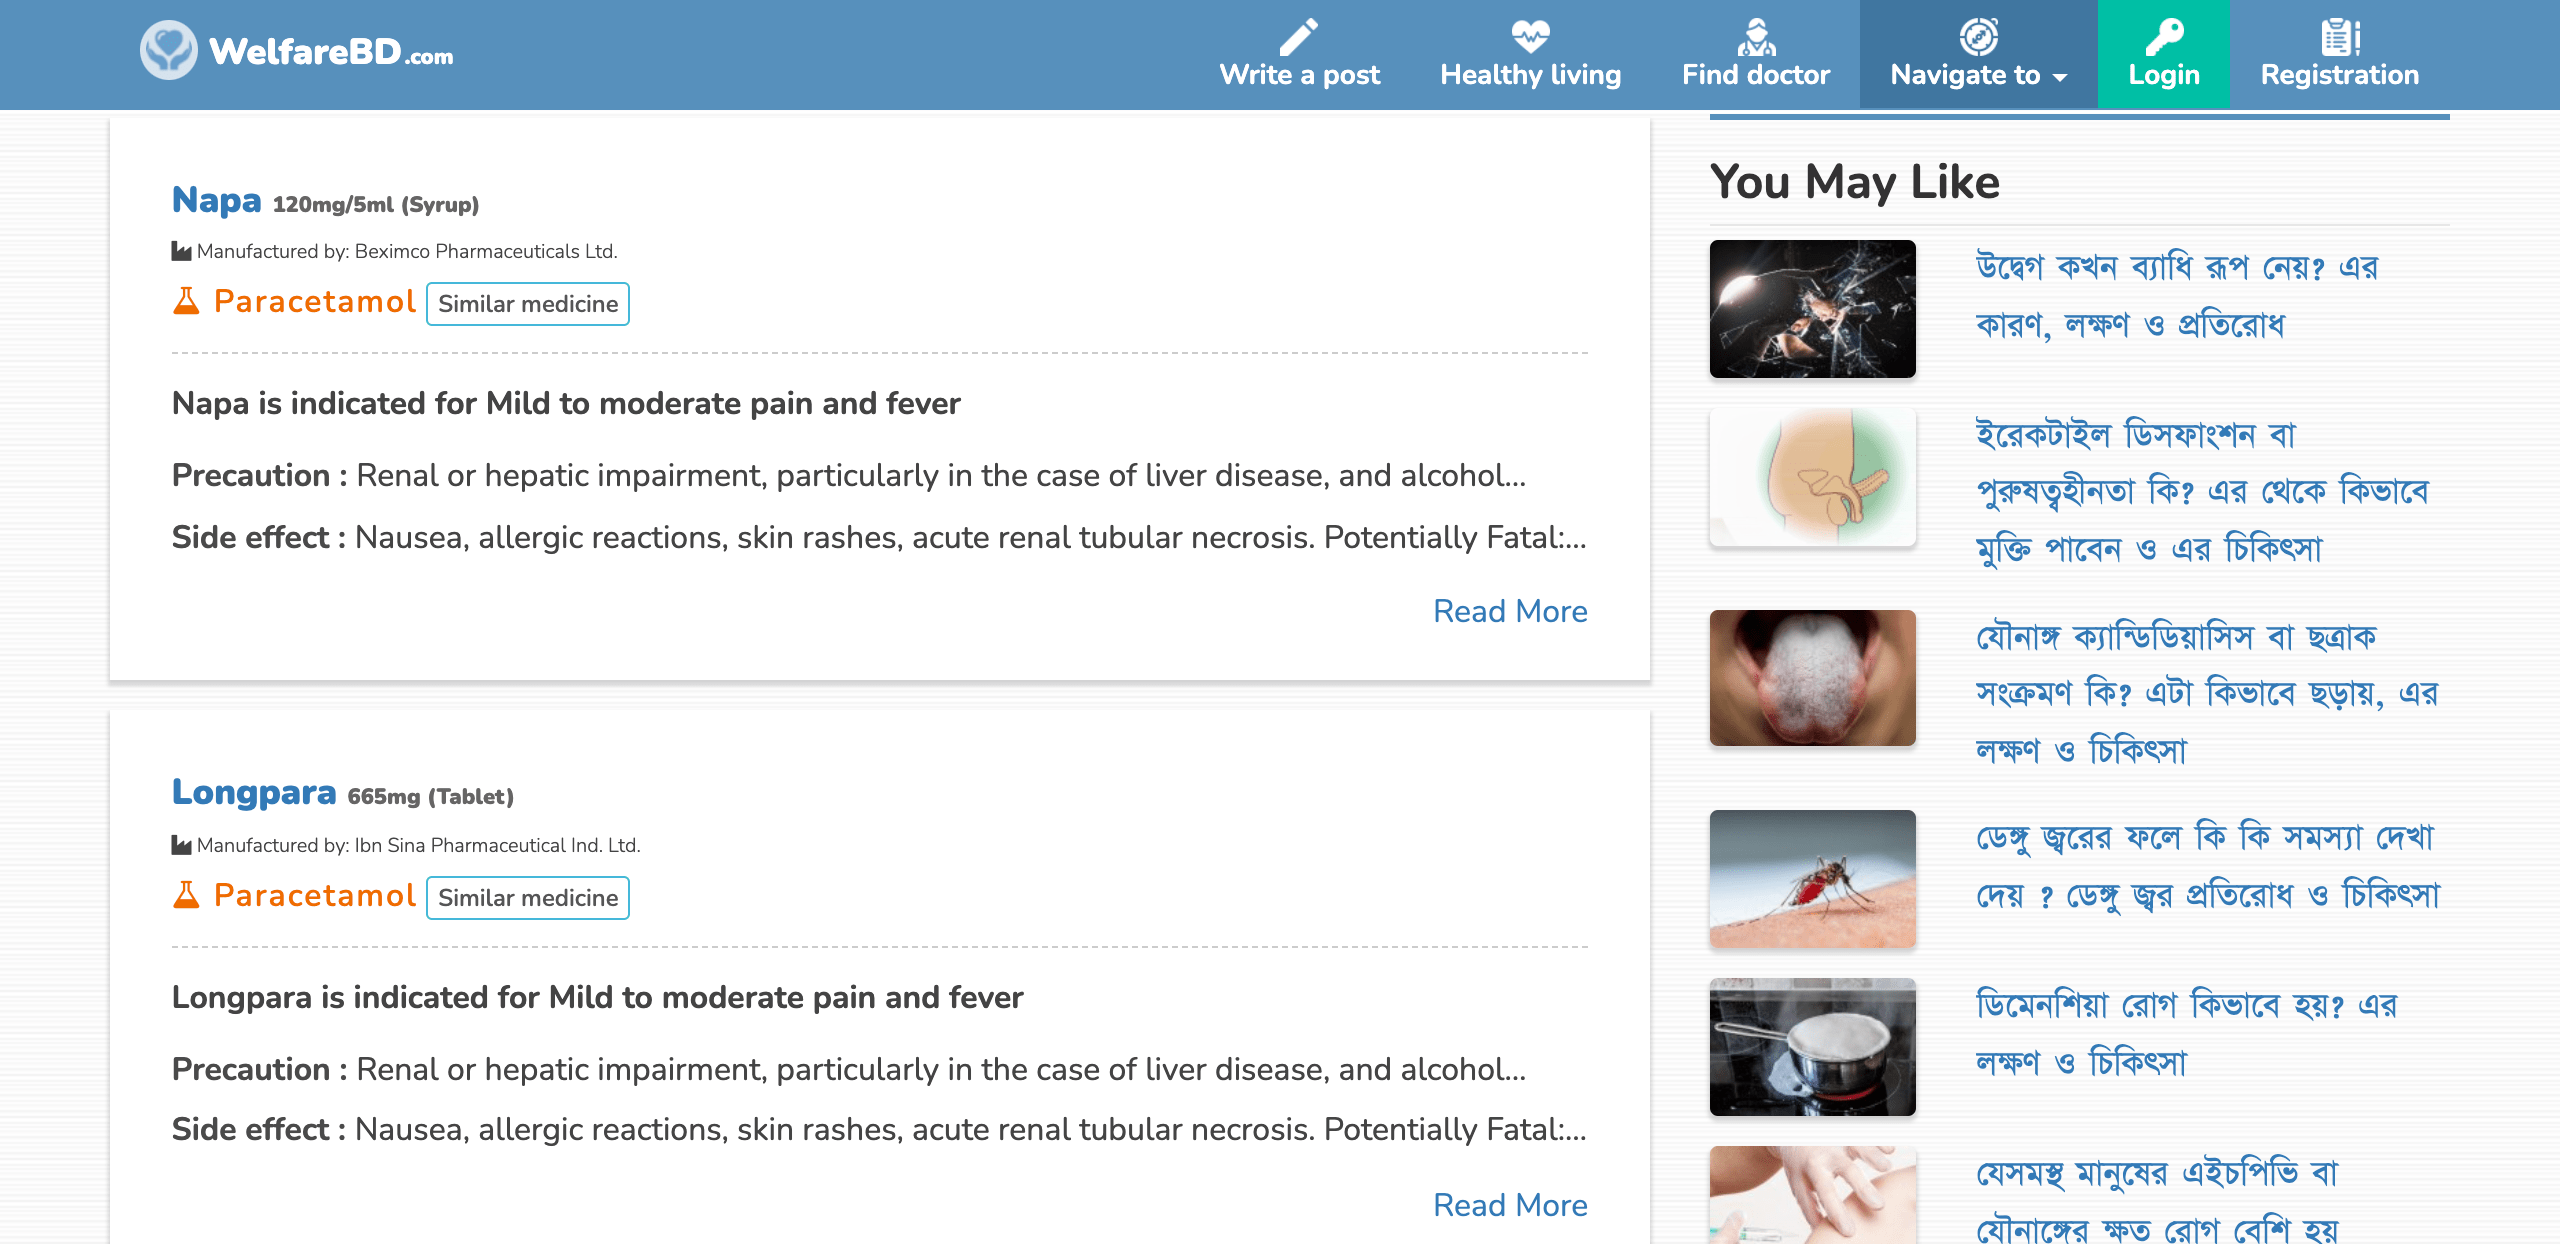 WelfareBD.com
Write a post
Healthy living
Find doctor
Navigate to
Login
Registration
Napa 120mg/5ml (Syrup)
Manufactured by: Beximco Pharmaceuticals Ltd.
Paracetamol Similar medicine
Napa is indicated for Mild to moderate pain and fever
Precaution : Renal or hepatic impairment, particularly in the case of liver disease, and alcohol...
Side effect : Nausea, allergic reactions, skin rashes, acute renal tubular necrosis. Potentially Fatal:...
Read More
Longpara 665mg (Tablet)
Manufactured by: Ibn Sina Pharmaceutical Ind. Ltd.
Paracetamol Similar medicine
Longpara is indicated for Mild to moderate pain and fever
Precaution : Renal or hepatic impairment, particularly in the case of liver disease, and alcohol...
Side effect : Nausea, allergic reactions, skin rashes, acute renal tubular necrosis. Potentially Fatal:...
Read More
You May Like
উদ্বেগ কখন ব্যাধি রূপ নেয়? এর
কারণ, লক্ষণ ও প্রতিরোধ
ইরেকটাইল ডিসফাংশন বা
পুরুষত্বহীনতা কি? এর থেকে কিভাবে
মুক্তি পাবেন ও এর চিকিৎসা
যৌনাঙ্গ ক্যান্ডিডিয়াসিস বা ছত্রাক
সংক্রমণ কি? এটা কিভাবে ছড়ায়, এর
লক্ষণ ও চিকিৎসা
ডেঙ্গু জ্বরের ফলে কি কি সমস্যা দেখা
দেয় ? ডেঙ্গু জ্বর প্রতিরোধ ও চিকিৎসা
ডিমেনশিয়া রোগ কিভাবে হয়? এর
লক্ষণ ও চিকিৎসা
যেসমস্থ মানুষের এইচপিভি বা
যৌনাঙ্গের ক্ষত রোগ বেশি হয়